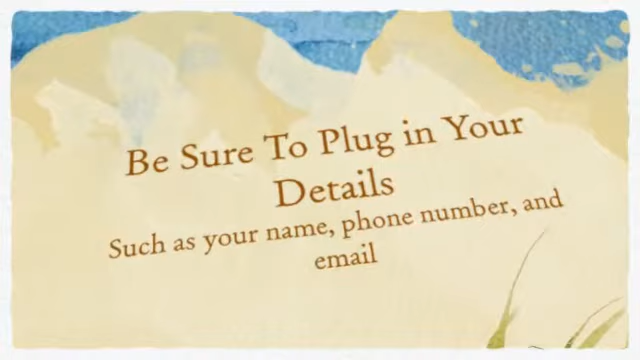 Be Sure To Plug in Your
Details
Such as your name, phone number, and
email